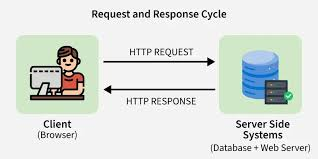 Request and Response Cycle
HTTP REQUEST
HTTP RESPONSE
Client
(Browser)
Server Side
Systems
(Database + Web Server)